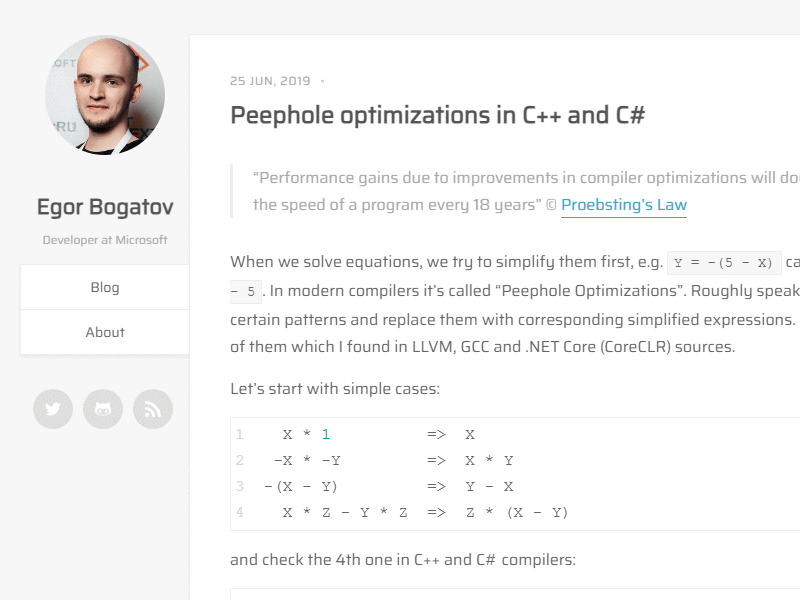 OFT
RU
Egor Bogatov
Developer at Microsoft
Blog
About
25 JUN, 2019 •
Peephole optimizations in C++ and C#
“Performance gains due to improvements in compiler optimizations will do
the speed of a program every 18 years” © Proebsting’s Law
When we solve equations, we try to simplify them first, e.g. Y = -(5 - X) ca
- 5 . In modern compilers it’s called “Peephole Optimizations”. Roughly speak
certain patterns and replace them with corresponding simplified expressions.
of them which I found in LLVM, GCC and .NET Core (CoreCLR) sources.
Let’s start with simple cases:
1 X * 1 => X
2 -X * -Y => X * Y
3 -(X - Y) => Y - X
4 X * Z - Y * Z => Z * (X - Y)
and check the 4th one in C++ and C# compilers: